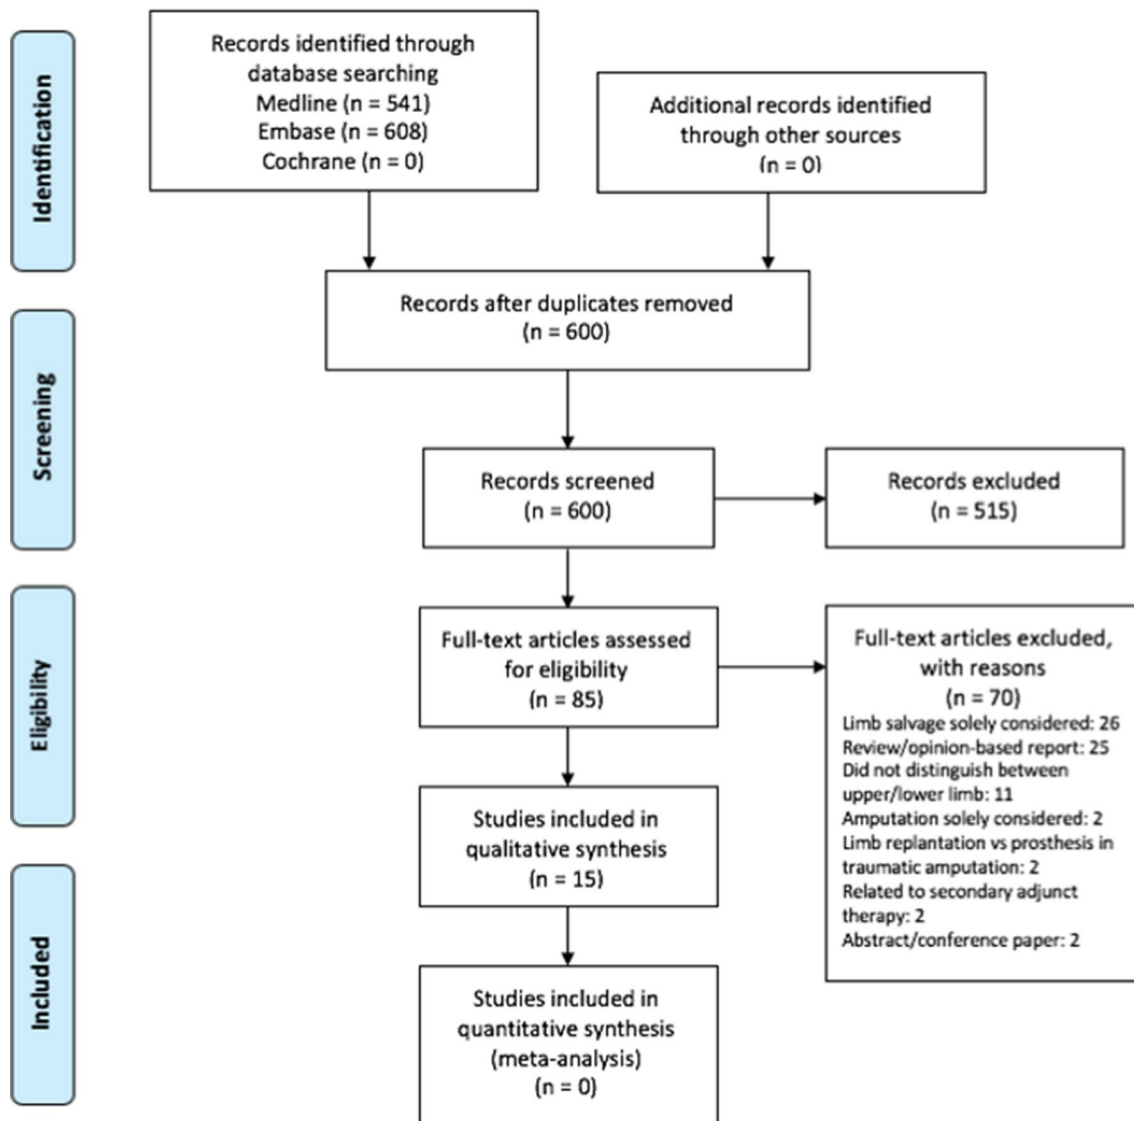 Identification
Records identified through
database searching
Medline (n = 541)
Embase (n = 608)
Cochrane (n = 0)
Additional records identified
through other sources
(n = 0)
Records after duplicates removed
(n = 600)
Screening
Records screened
(n = 600)
Records excluded
(n = 515)
Eligibility
Full-text articles assessed
for eligibility
(n = 85)
Full-text articles excluded,
with reasons
(n = 70)
Limb salvage solely considered: 26
Review/opinion-based report: 25
Did not distinguish between
upper/lower limb: 11
Amputation solely considered: 2
Limb replantation vs prosthesis in
traumatic amputation: 2
Related to secondary adjunct
therapy: 2
Abstract/conference paper: 2
Studies included in
qualitative synthesis
(n = 15)
Included
Studies included in
quantitative synthesis
(meta-analysis)
(n = 0)